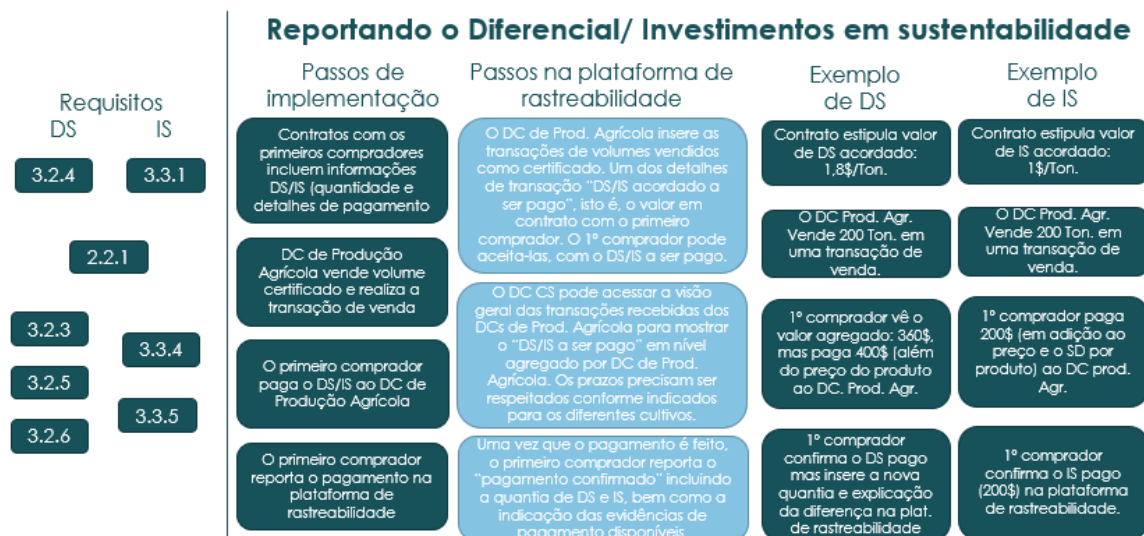 Reportando o Diferencial/ Investimentos em sustentabilidade
Requisitos
DS IS
3.2.4
3.3.1
2.2.1
3.2.3
3.3.4
3.2.5
3.3.5
3.2.6
Passos de
implementação
Contratos com os
primeiros compradores
incluem informações
DS/IS (quantidade e
detalhes de pagamento
DC de Produção
Agrícola vende volume
certificado e realiza a
transação de venda
O primeiro comprador
paga o DS/IS ao DC de
Produção Agrícola
O primeiro comprador
reporta o pagamento na
plataforma de
rastreabilidade
Passos na plataforma de
rastreabilidade
O DC de Prod. Agrícola insere as
transações de volumes vendidos
como certificado. Um dos detalhes
de transação "DS/IS acordado a
ser pago", isto é, o valor em
contrato com o primeiro
comprador. O 1º comprador pode
aceita-las, com o DS/IS a ser pago.
O DC CS pode acessar a visão
geral das transações recebidas dos
DCs de Prod. Agrícola para mostrar
o "DS/IS a ser pago" em nível
agregado por DC de Prod.
Agrícola. Os prazos precisam ser
respeitados conforme indicados
para os diferentes cultivos.
Uma vez que o pagamento é feito,
o primeiro comprador reporta o
"pagamento confirmado" incluindo
a quantia de DS e IS, bem como a
indicação das evidências de
pagamento disponíveis
Exemplo
de DS
Contrato estipula valor
de DS acordado:
1,8$/Ton.
O DC Prod. Agr.
Vende 200 Ton. em
uma transação de
venda.
1º comprador vê o
valor agregado: 360$,
mas paga 400$ (além
do preço do produto
ao DC. Prod. Agr.
1º comprador
confirma o DS pago
mas insere a nova
quantia e explicação
da diferença na plat.
de rastreabilidade
Exemplo
de IS
Contrato estipula valor
de IS acordado:
1$/Ton.
O DC Prod. Agr.
Vende 200 Ton. em
uma transação de
venda.
1º comprador paga
200$ (em adição ao
preço e o SD por
produto) ao DC prod.
Agr.
1º comprador
confirma o IS pago
(200$) na plataforma
de rastreabilidade.